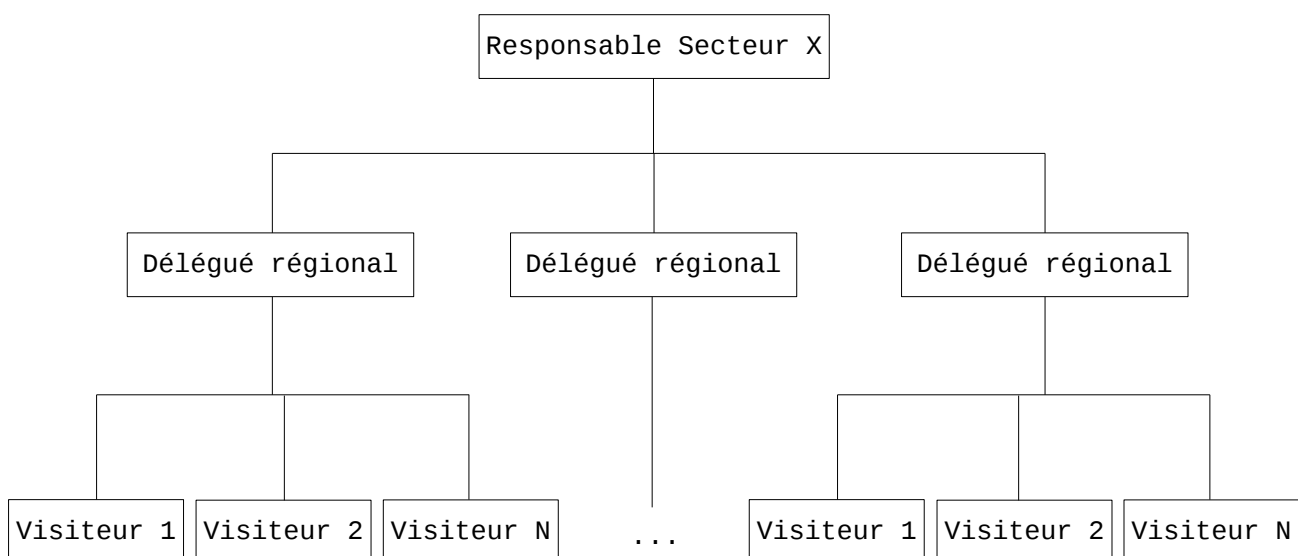 Responsable Secteur X
Délégué régional
Délégué régional
Délégué régional
Visiteur 1
Visiteur 2
Visiteur N
...
Visiteur 1
Visiteur 2
Visiteur N